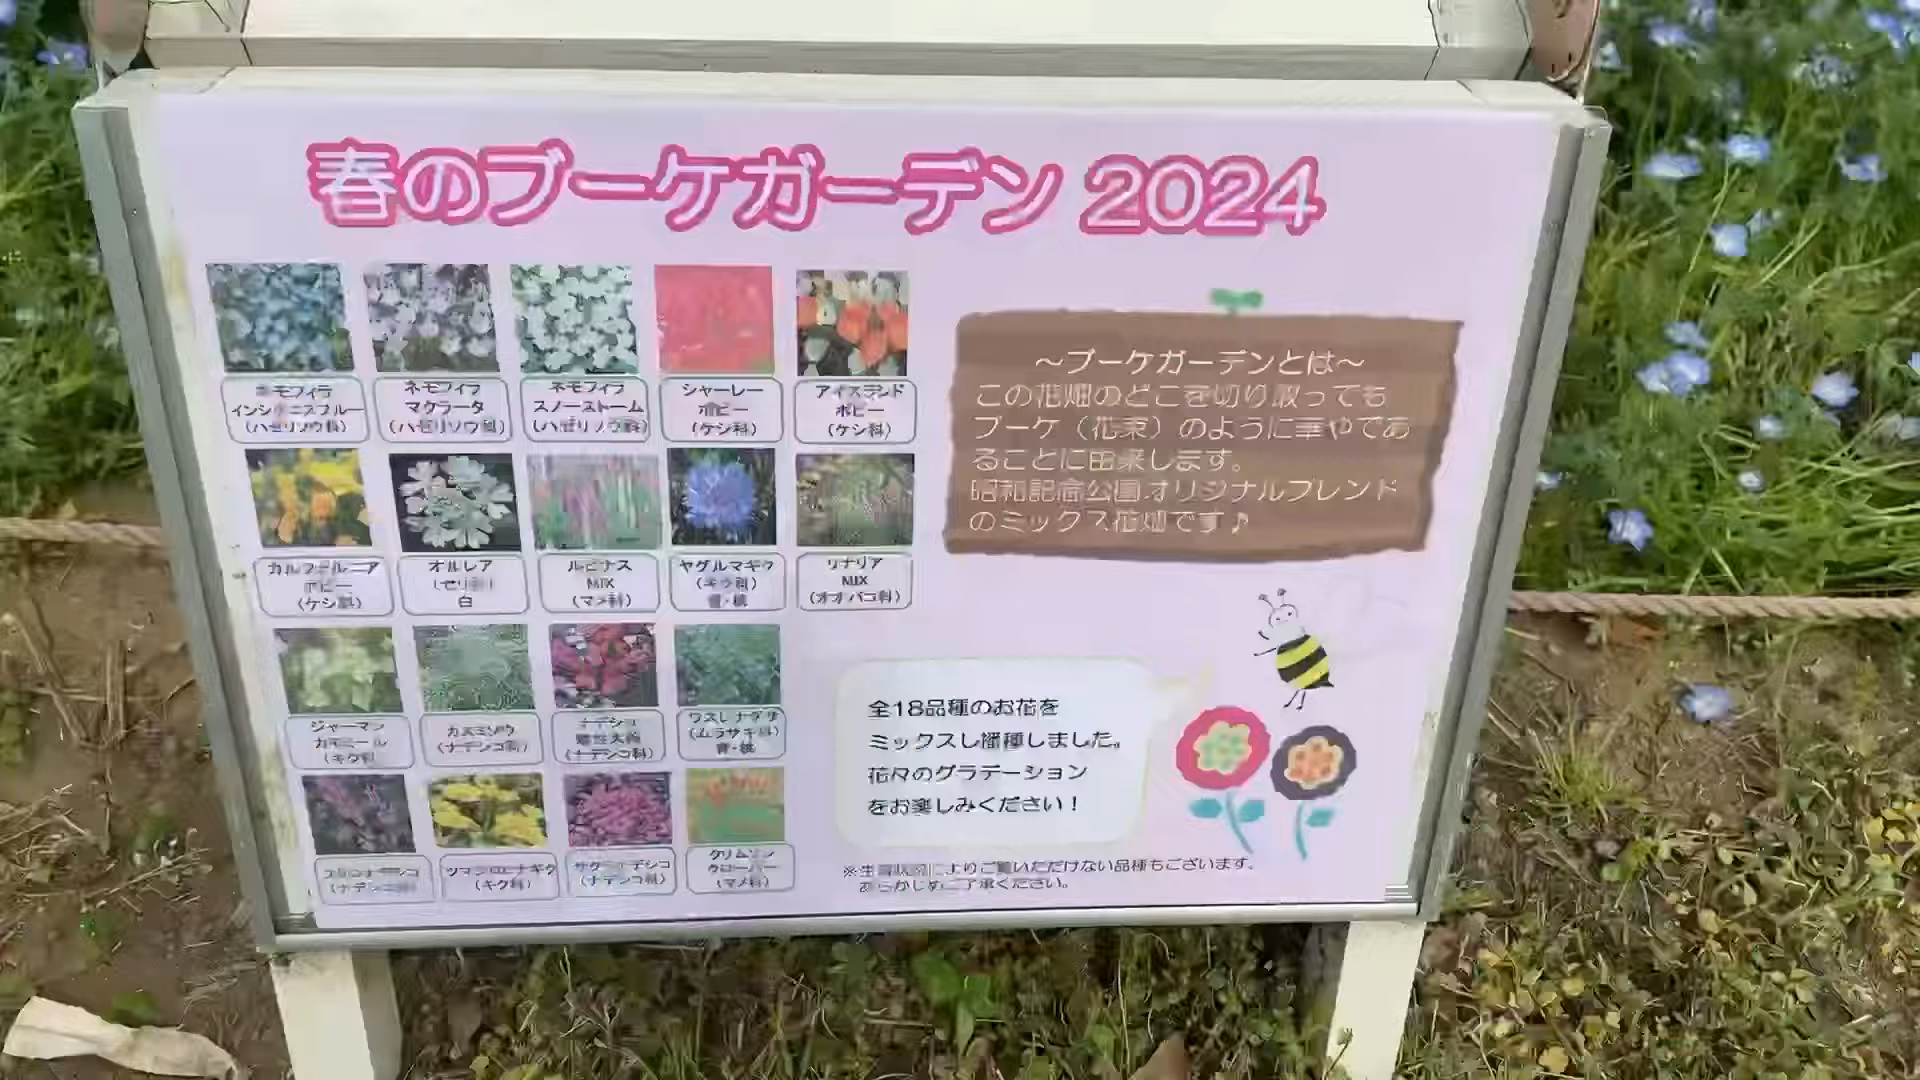 春のブーケガーデン 2024
ネモフィラ
インシグニスブルー
(ハゼリソウ科)
ネモフィラ
マクラータ
(ハゼリソウ科)
ネモフィラ
スノーストーム
(ハゼリソウ科)
シャーレー
ポピー
(ケシ科)
アイスランド
ポピー
(ケシ科)
カルフォルニア
ポピー
(ケシ科)
オルレア
(セリ科)
白
ルピナス
MIX
(マメ科)
ヤグルマギク
(キク科)
青・桃
リナリア
MIX
(オオバコ科)
ジャーマン
カモミール
(キク科
カスミソウ
(ナデシコ科)
ナデシコ
(ナデシコ科)
ワスレナグサ
(ムラサキ科)
青・桃
(ナデシコ科)
(キク科)
サクラナデシコ
(ナデシコ科)
クリムソン
クローバー
(マメ科)
～ブーケガーデンとは～
この花畑のどこを切り取っても
ブーケ（花束）のように華やであ
ることに由来します。
昭和記念公園オリジナルブレンド
のミックス花畑です♪
全18品種のお花を
ミックスし播種しました。
花々のグラデーション
をお楽しみください！
※生育状況によりご覧いただけない品種もございます。
あらかじめご了承ください。